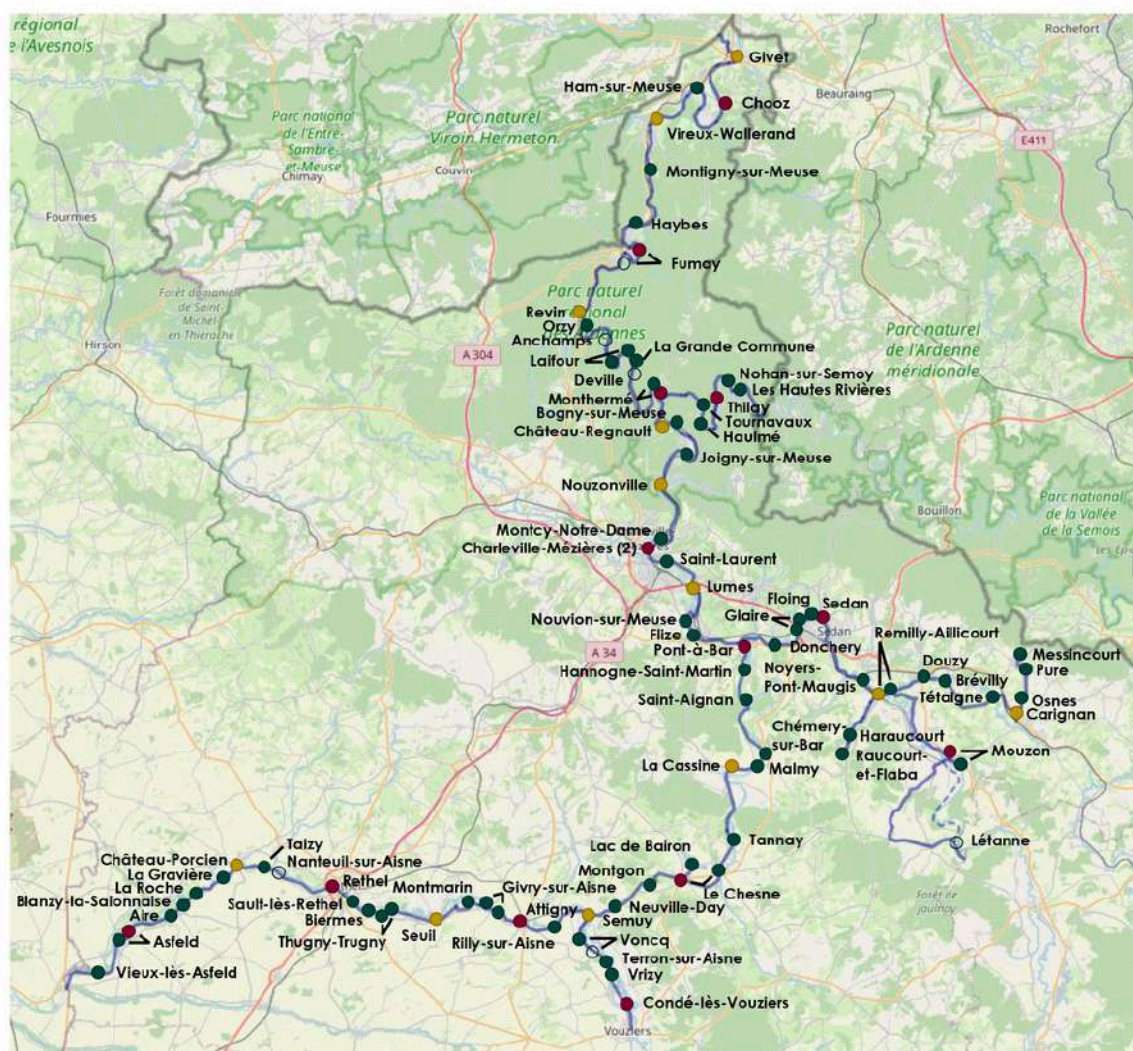 régional
e l'Avesnois
Rochefort
Givet
Ham-sur-Meuse
Chooz
Beauraing
Parc national
de l'Entre-
Sambre-
et-Meuse
Parc naturel
Viroin Hermeton
Vireux-Wallerand
E411
Chimay
Couvin
Montigny-sur-Meuse
Fourmies
Haybes
Fumay
Forêt domaniale
de Saint-
Michel-
en-Thiérache
Parc naturel
régional
des Ardennes
Revin
Orzy
Anchamps
Hirson
A 304
Parc naturel
de l'Ardenne
méridionale
La Grande Commune
Laifour
Deville
Nohan-sur-Semoy
Les Hautes Rivières
Monthermé
Thilay
Bogny-sur-Meuse
Tournavaux
Château-Regnault
Haulmé
Joigny-sur-Meuse
Nouzonville
Parc national
de la Vallée
de la Semois
Bouillon
Montcy-Notre-Dame
Charleville-Mézières (2)
Saint-Laurent
Lumes
Floing
Sedan
Glaire
Sedan
Nouvion-sur-Meuse
Flize
Remilly-Aillicourt
A 34
Pont-à-Bar
Donchery
Messincourt
Hannogne-Saint-Martin
Noyers-
Pont-Maugis
Douzy
Pure
Brévilly
Saint-Aignan
Tétaigne
Osnes
Carignan
Chémery-
sur-Bar
Haraucourt
Raucourt-
et-Flaba
Mouzon
La Cassine
Malmy
Tannay
Létanne
Lac de Bairon
Forêt de
Jaulnay
Taizy
Château-Porcien
Nanteuil-sur-Aisne
La Gravière
Rethel
Montmarin
Givry-sur-Aisne
Montgon
Le Chesne
La Roche
Blanzy-la-Salonnaise
Sault-lès-Rethel
Attigny
Neuville-Day
Aire
Biermes
Semuy
Thugny-Trugny
Seuil
Rilly-sur-Aisne
Voncq
Asfeld
Terron-sur-Aisne
Vrizy
Vieux-lès-Asfeld
Condé-lès-Vouziers
Vouziers